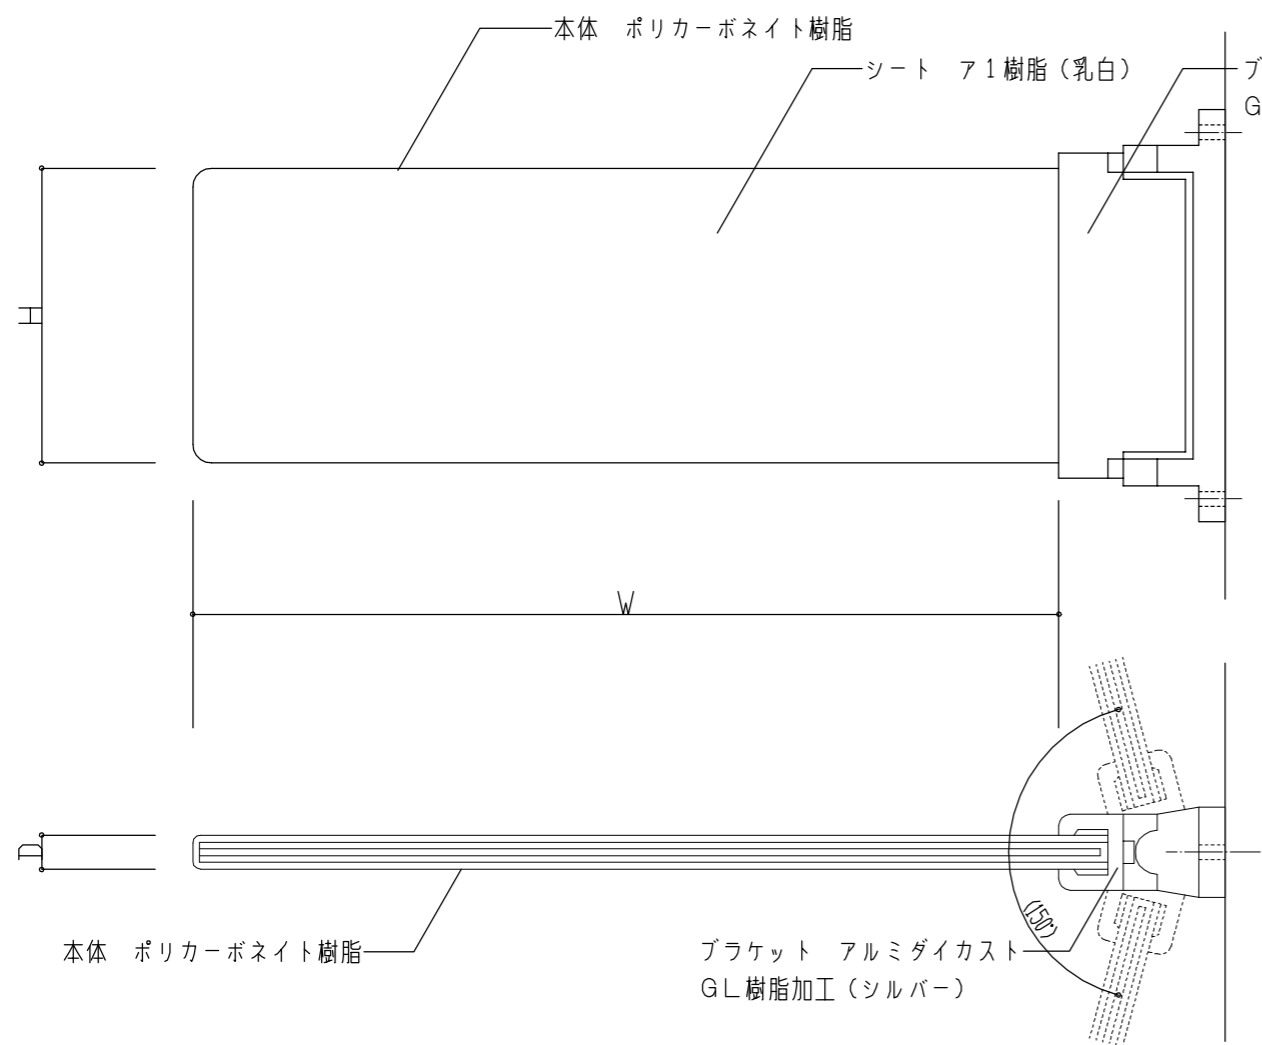 本体　ポリカーボネイト樹脂
シート　ア１樹脂（乳白）
ブ
G
H
W
D
(150°)
本体　ポリカーボネイト樹脂
ブラケット　アルミダイカスト
GL樹脂加工（シルバー）